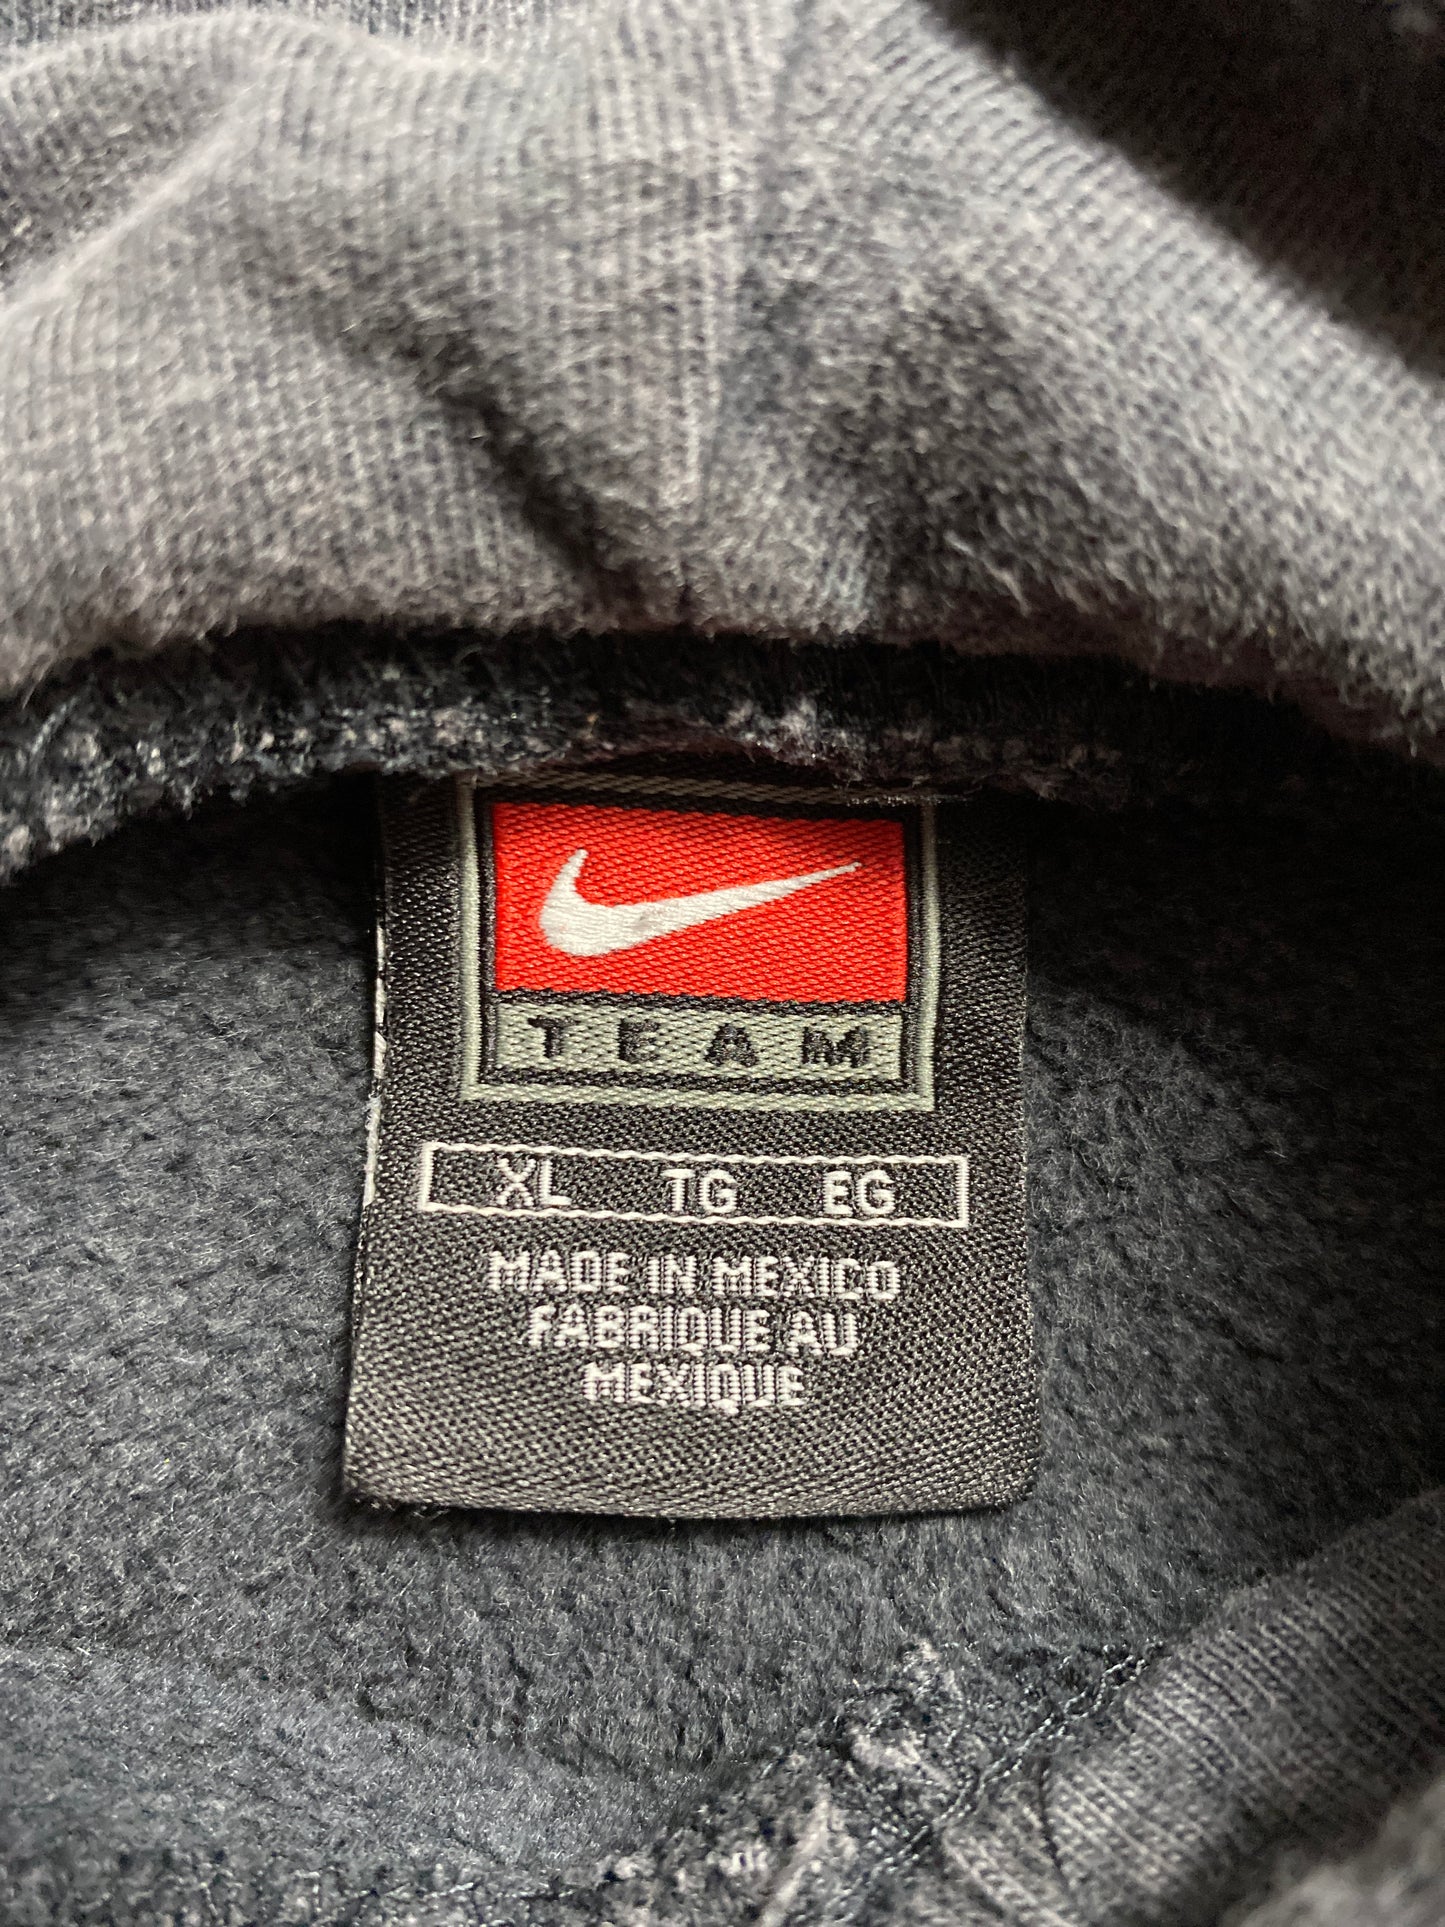 TEAM
XL TG EG
MADE IN MEXICO
FABRIQUE AU
MEXIQUE